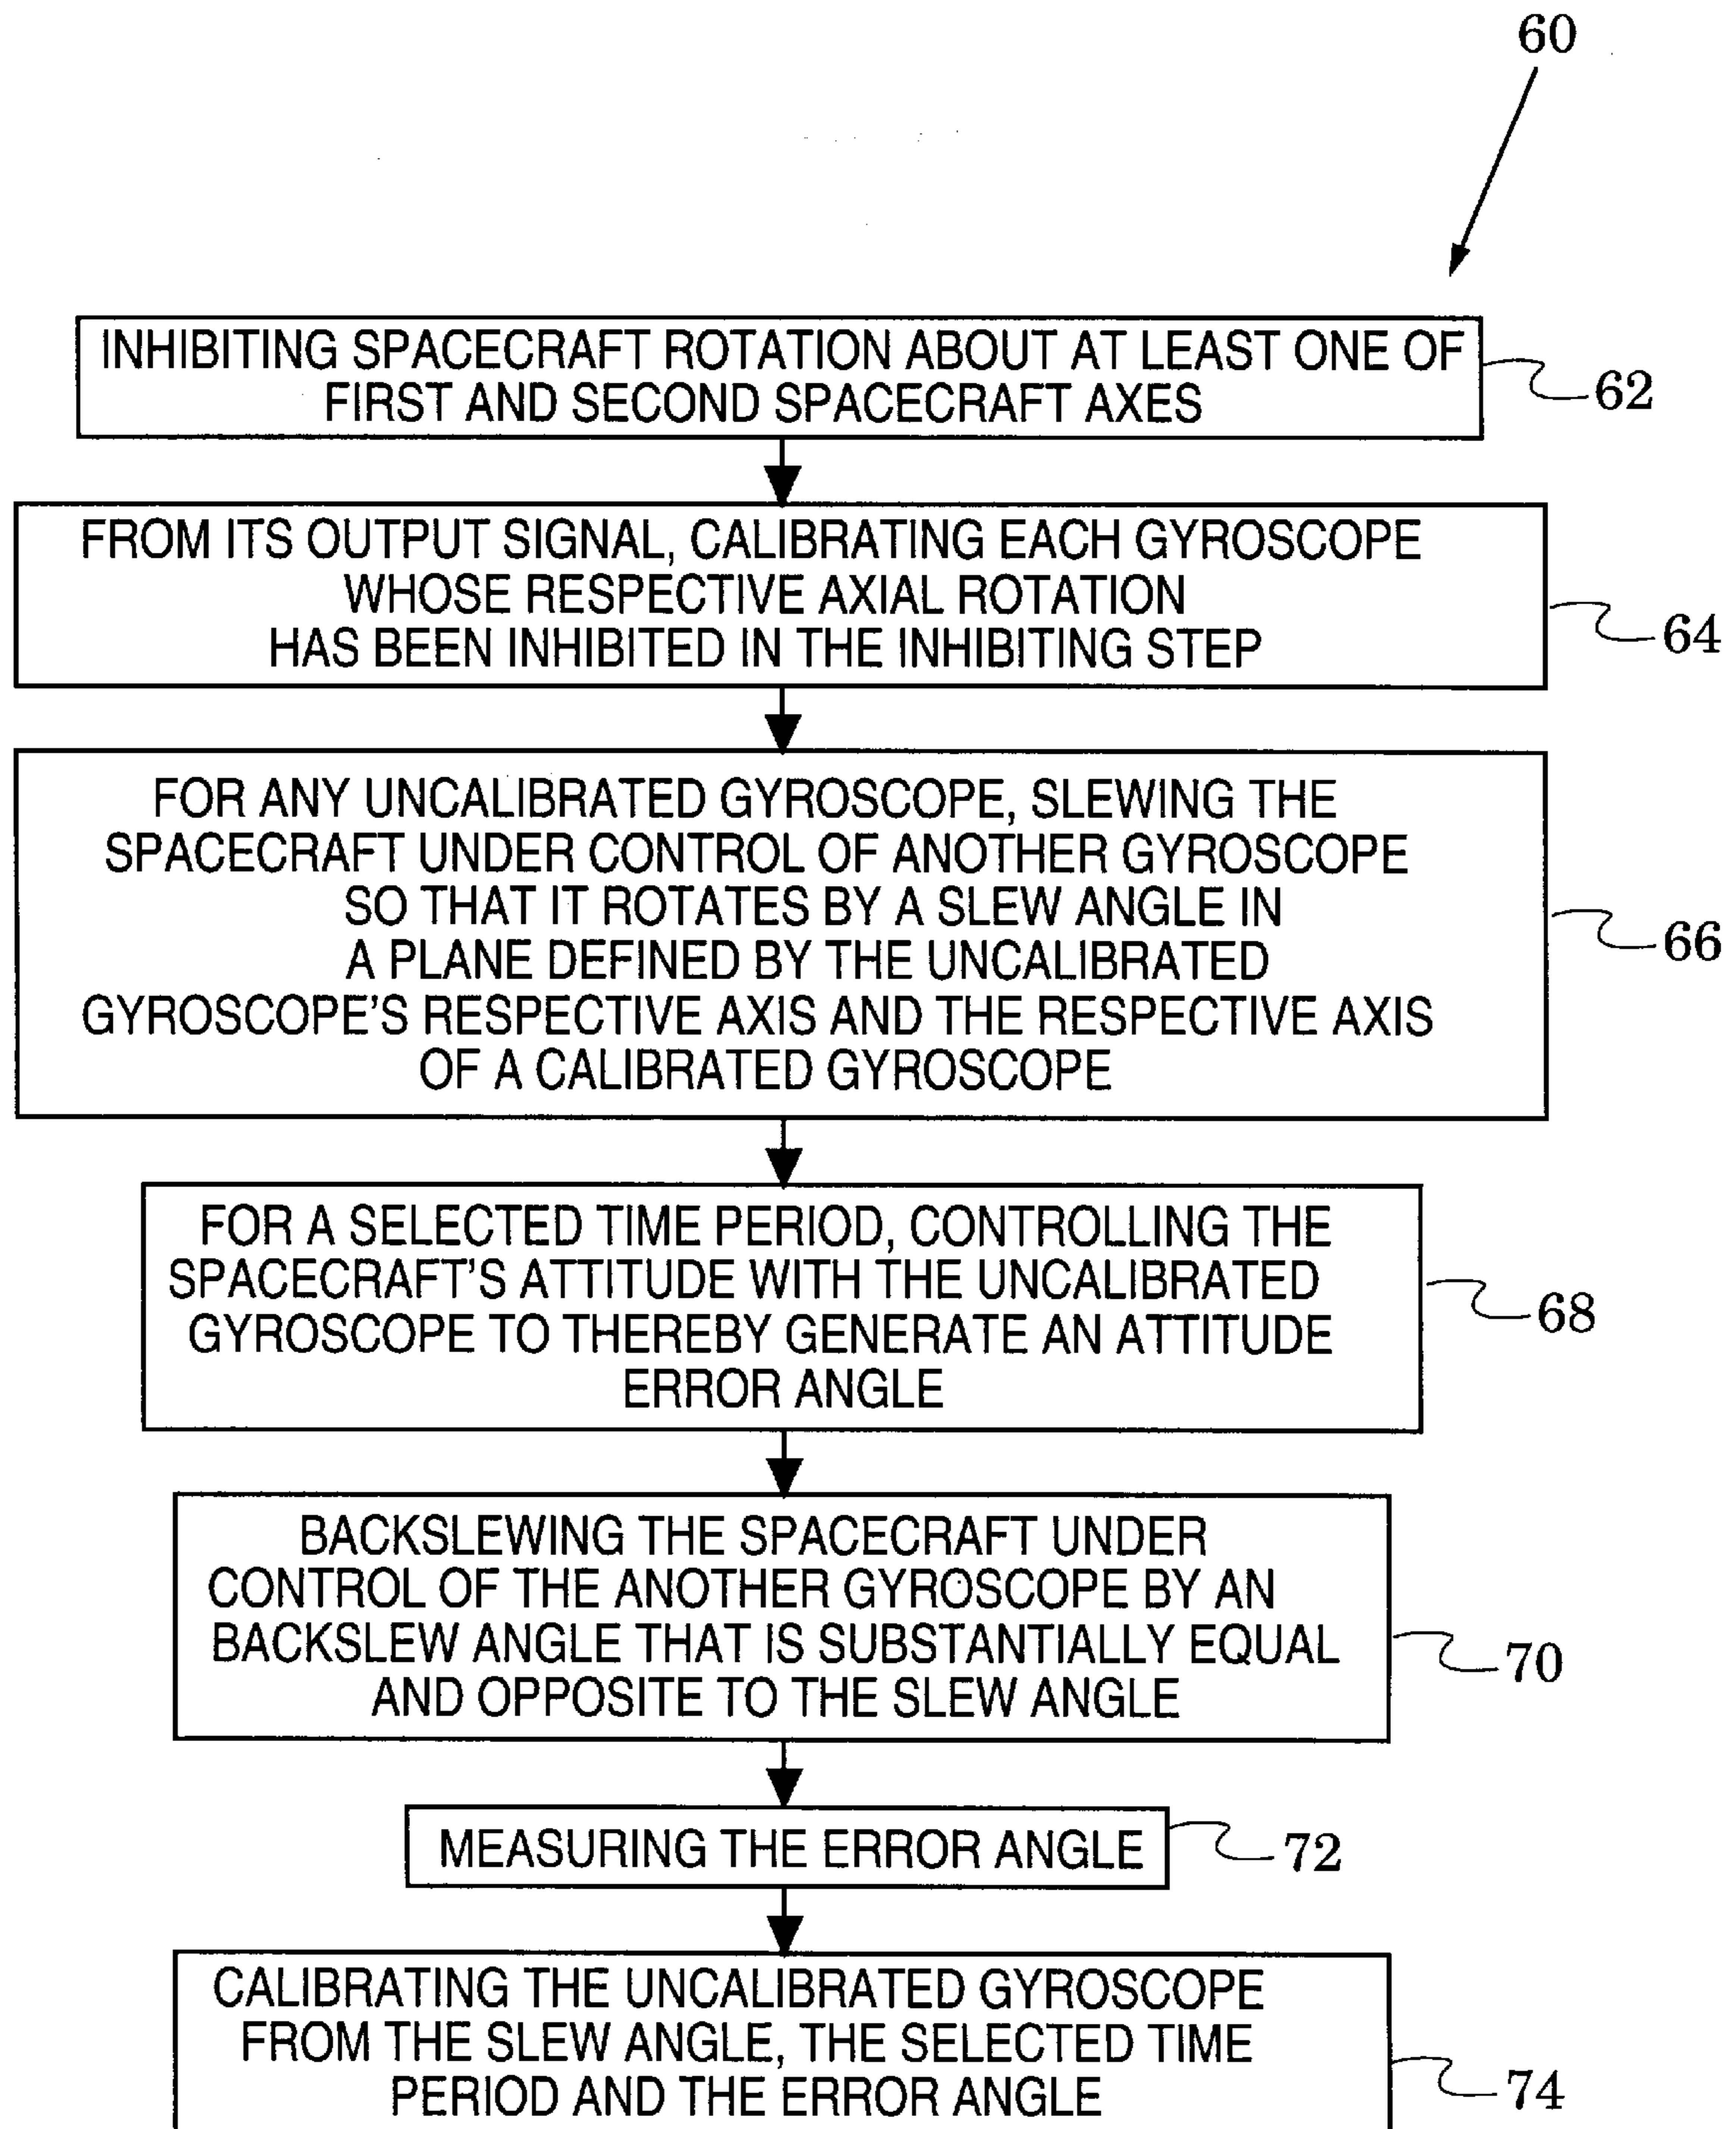 60
INHIBITING SPACECRAFT ROTATION ABOUT AT LEAST ONE OF
FIRST AND SECOND SPACECRAFT AXES
62
FROM ITS OUTPUT SIGNAL, CALIBRATING EACH GYROSCOPE
WHOSE RESPECTIVE AXIAL ROTATION
HAS BEEN INHIBITED IN THE INHIBITING STEP
64
FOR ANY UNCALIBRATED GYROSCOPE, SLEWING THE
SPACECRAFT UNDER CONTROL OF ANOTHER GYROSCOPE
SO THAT IT ROTATES BY A SLEW ANGLE IN
A PLANE DEFINED BY THE UNCALIBRATED
GYROSCOPE'S RESPECTIVE AXIS AND THE RESPECTIVE AXIS
OF A CALIBRATED GYROSCOPE
66
FOR A SELECTED TIME PERIOD, CONTROLLING THE
SPACECRAFT'S ATTITUDE WITH THE UNCALIBRATED
GYROSCOPE TO THEREBY GENERATE AN ATTITUDE
ERROR ANGLE
68
BACKSLEWING THE SPACECRAFT UNDER
CONTROL OF THE ANOTHER GYROSCOPE BY AN
BACKSLEW ANGLE THAT IS SUBSTANTIALLY EQUAL
AND OPPOSITE TO THE SLEW ANGLE
70
MEASURING THE ERROR ANGLE
72
CALIBRATING THE UNCALIBRATED GYROSCOPE
FROM THE SLEW ANGLE, THE SELECTED TIME
PERIOD AND THE ERROR ANGLE
74